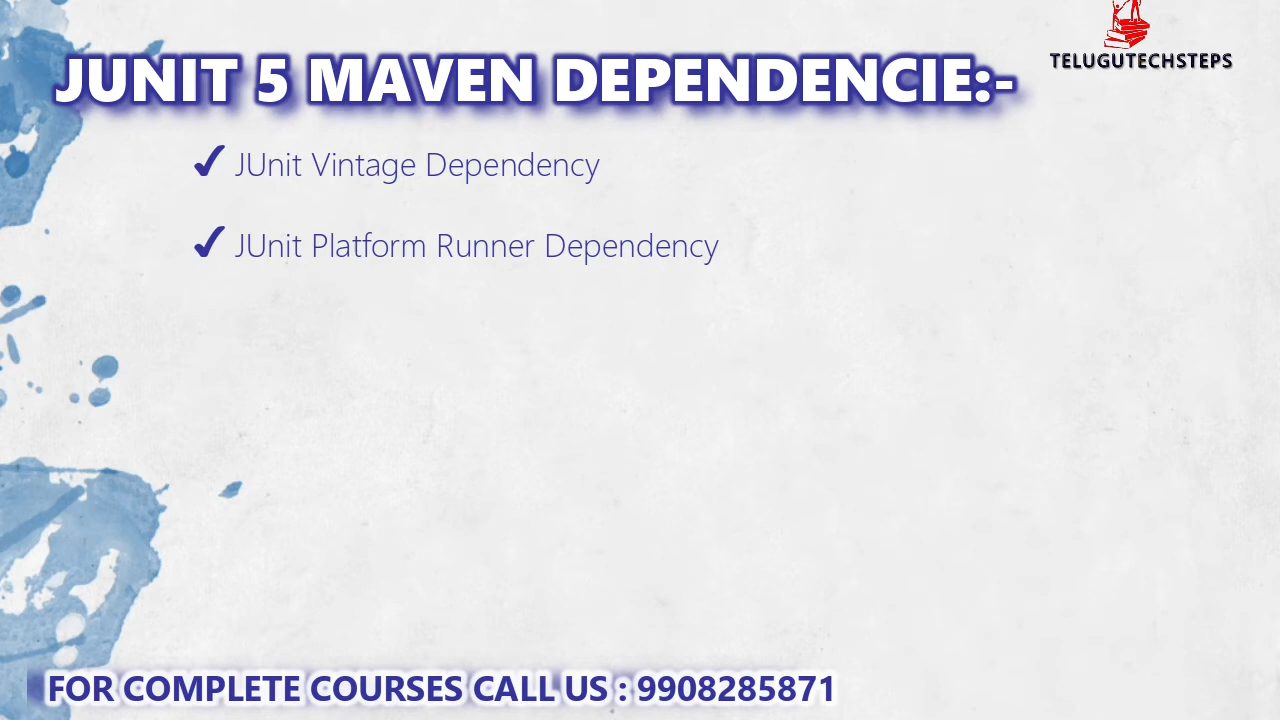 TELUGUTECHSTEPS
JUNIT 5 MAVEN DEPENDENCIE:-
✓ JUnit Vintage Dependency
✓ JUnit Platform Runner Dependency
FOR COMPLETE COURSES CALL US : 9908285871